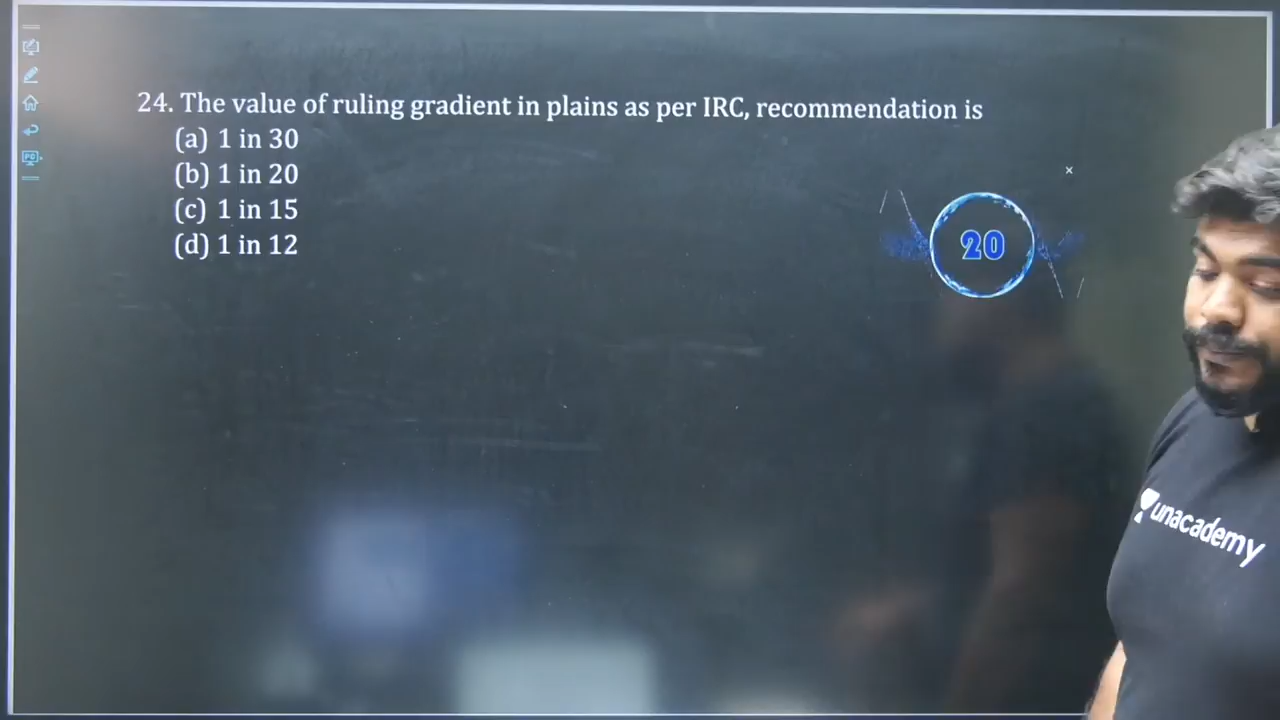 24. The value of ruling gradient in plains as per IRC, recommendation is
(a) 1 in 30
(b) 1 in 20
(c) 1 in 15
(d) 1 in 12
20
PC
unacademy